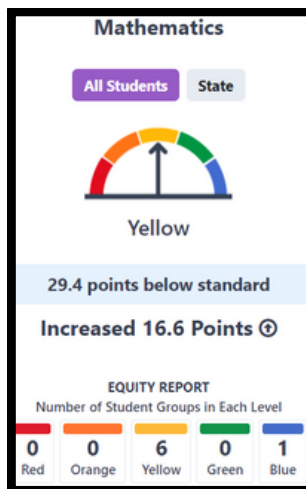 Mathematics
All Students State
Yellow
29.4 points below standard
Increased 16.6 Points
EQUITY REPORT
Number of Student Groups in Each Level
0 0 6 0 1
Red Orange Yellow Green Blue